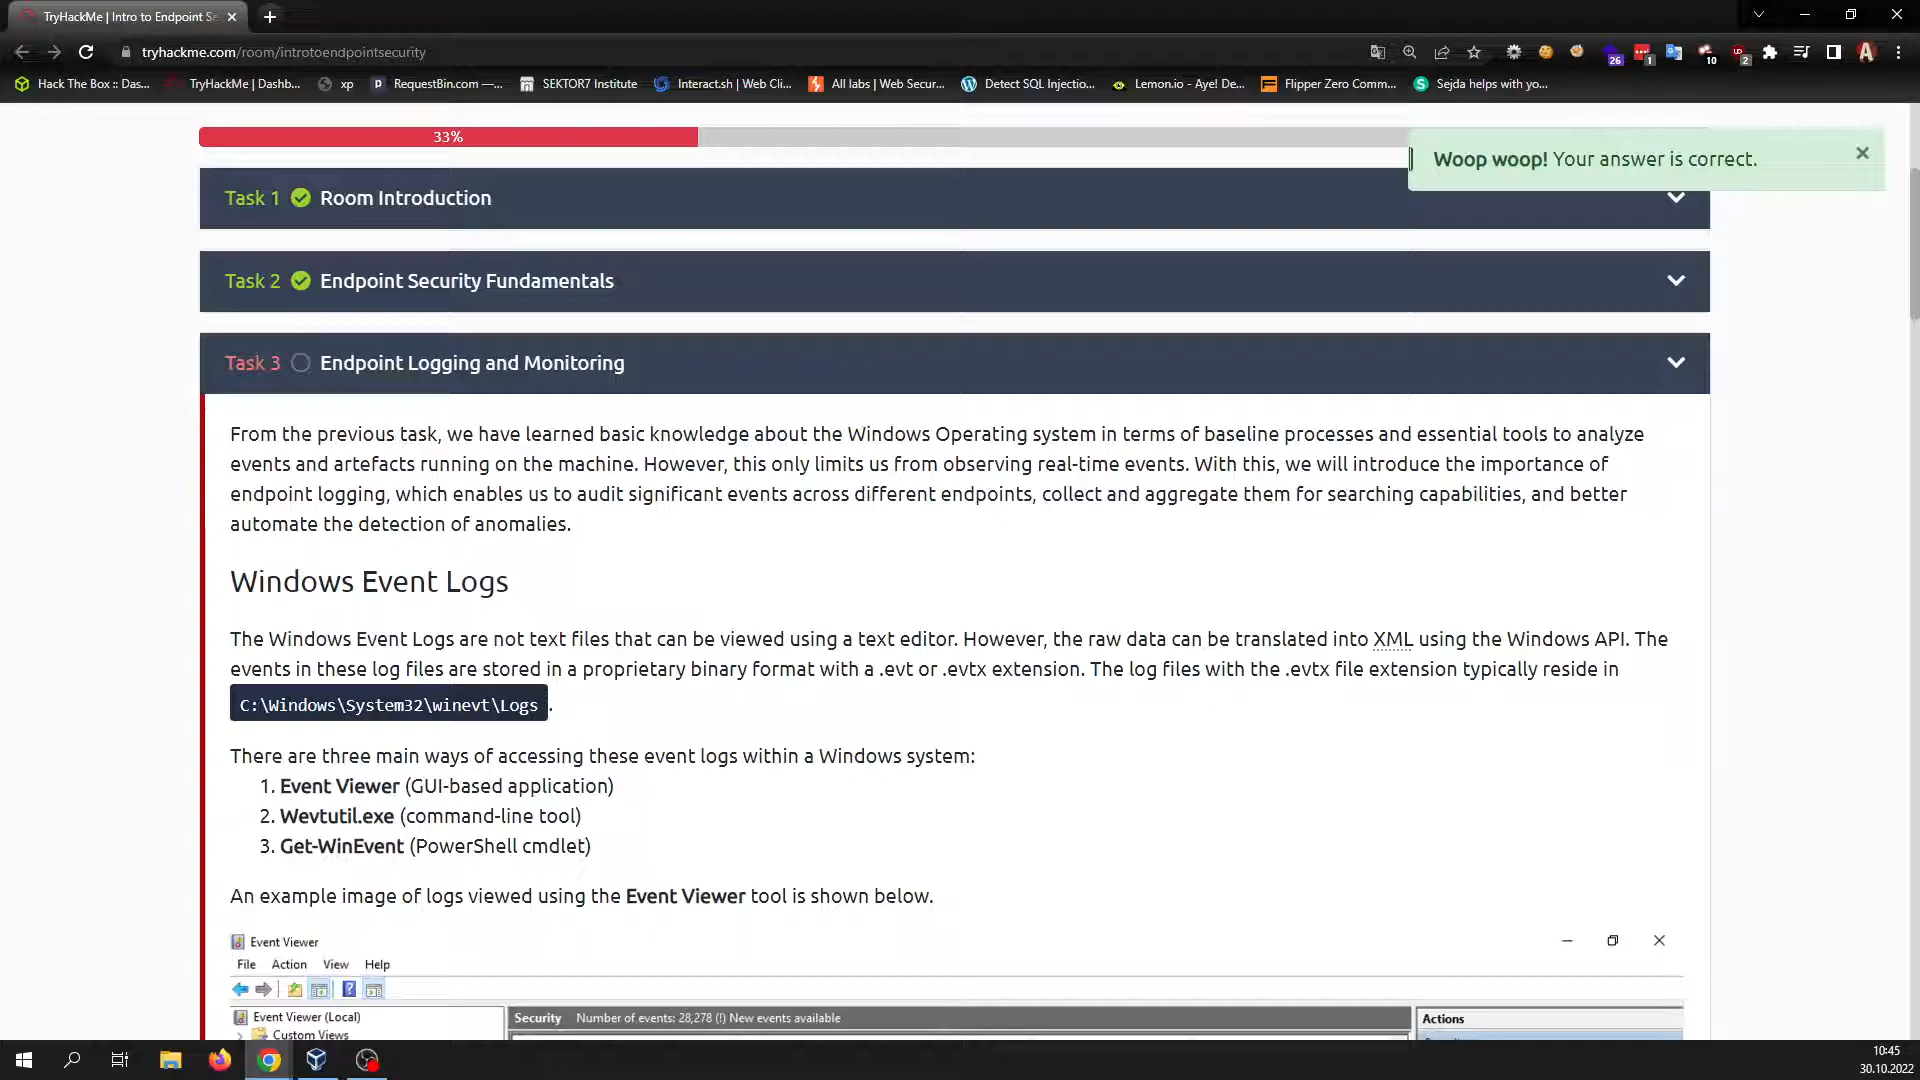 TryHackMe | Intro to Endpoint Se
tryhackme.com/room/introtoendpointsecurity
26
1
10
2
A
Hack The Box :: Das...
TryHackMe | Dashb...
xp
RequestBin.com —...
SEKTOR7 Institute
Interact.sh | Web Cli...
All labs | Web Secur...
Detect SQL Injectio...
Lemon.io - Aye! De...
Flipper Zero Comm...
Sejda helps with yo...
33%
Woop woop! Your answer is correct.
Task 1 Room Introduction
Task 2 Endpoint Security Fundamentals
Task 3 Endpoint Logging and Monitoring
From the previous task, we have learned basic knowledge about the Windows Operating system in terms of baseline processes and essential tools to analyze
events and artefacts running on the machine. However, this only limits us from observing real-time events. With this, we will introduce the importance of
endpoint logging, which enables us to audit significant events across different endpoints, collect and aggregate them for searching capabilities, and better
automate the detection of anomalies.
Windows Event Logs
The Windows Event Logs are not text files that can be viewed using a text editor. However, the raw data can be translated into XML using the Windows API. The
events in these log files are stored in a proprietary binary format with a .evt or .evtx extension. The log files with the .evtx file extension typically reside in
C:\Windows\System32\winevt\Logs.
There are three main ways of accessing these event logs within a Windows system:
1. Event Viewer (GUI-based application)
2. Wevtutil.exe (command-line tool)
3. Get-WinEvent (PowerShell cmdlet)
An example image of logs viewed using the Event Viewer tool is shown below.
Event Viewer
File Action View Help
Event Viewer (Local)
Custom Views
Security Number of events: 28,278 (!) New events available
Actions
10:45
30.10.2022